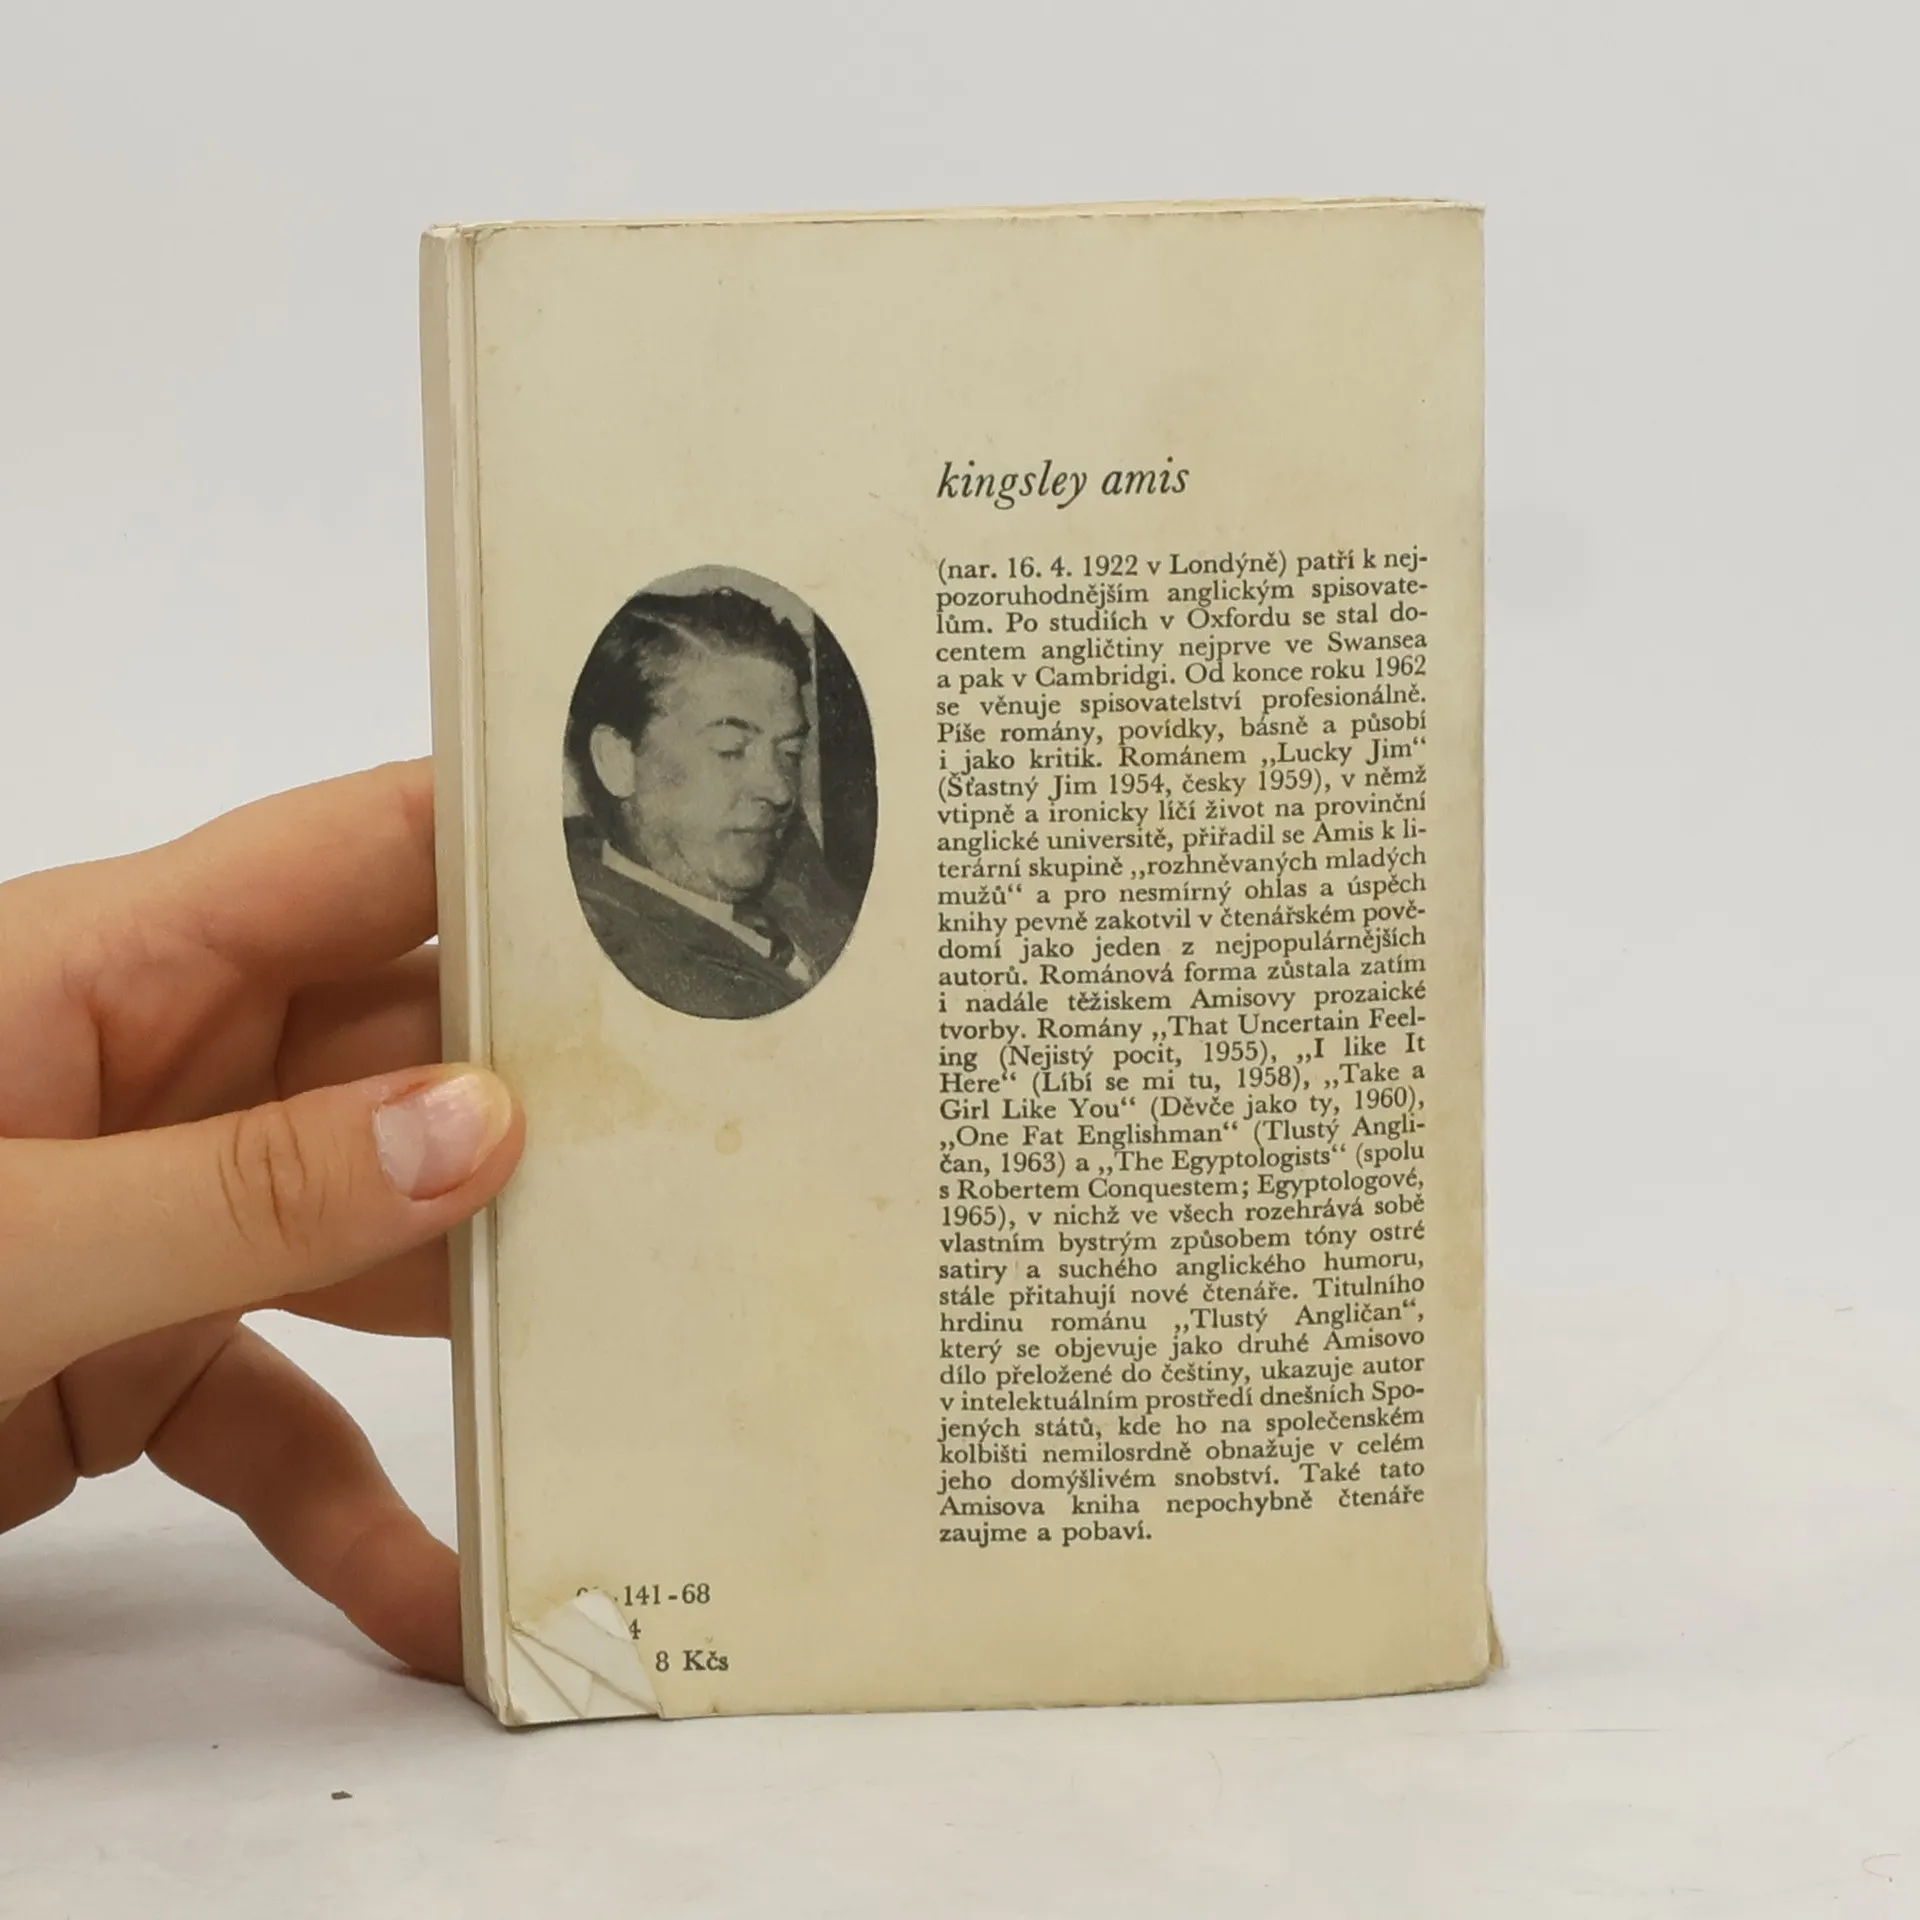 kingsley amis
(nar. 16. 4. 1922 v Londýně) patří k nej-
pozoruhodnějším anglickým spisovate-
lům. Po studiích v Oxfordu se stal do-
centem angličtiny nejprve ve Swansea
a pak v Cambridgi. Od konce roku 1962
se věnuje spisovatelství profesionálně.
Píše romány, povídky, básně a působí
i jako kritik. Románem „Lucky Jim“
(Šťastný Jim 1954, česky 1959), v němž
vtipně a ironicky líčí život na provinční
anglické universitě, přiřadil se Amis k li-
terární skupině „rozhněvaných mladých
mužů“ a pro nesmírný ohlas a úspěch
knihy pevně zakotvil v čtenářském pově-
domí jako jeden z nejpopulárnějších
autorů. Románová forma zůstala zatím
i nadále těžiskem Amisovy prozaické
tvorby. Romány „That Uncertain Feel-
ing (Nejistý pocit, 1955), „I like It
Here“ (Líbí se mi tu, 1958), „Take a
Girl Like You“ (Děvče jako ty, 1960),
„One Fat Englishman“ (Tlustý Angli-
čan, 1963) a „The Egyptologists“ (spolu
s Robertem Conquestem; Egyptologové,
1965), v nichž ve všech rozehrává sobě
vlastním bystrým způsobem tóny ostré
satiry a suchého anglického humoru,
stále přitahují nové čtenáře. Titulního
hrdinu románu „Tlustý Angličan“,
který se objevuje jako druhé Amisovo
dílo přeložené do češtiny, ukazuje autor
v intelektuálním prostředí dnešních Spo-
jených států, kde ho na společenském
kolbišti nemilosrdně obnažuje v celém
jeho domýšlivém snobství. Také tato
Amisova kniha nepochybně čtenáře
zaujme a pobaví.
141-68
4
8 Kčs